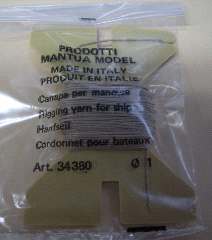 PRODOTTI
MANTUA MODEL
MADE IN ITALY
PRODUIT EN ITALIE
Canapa per manovre
Rigging yarn for ships
Hanfseil
Cordonnet pour bateaux
Art. 34380 Ø 1